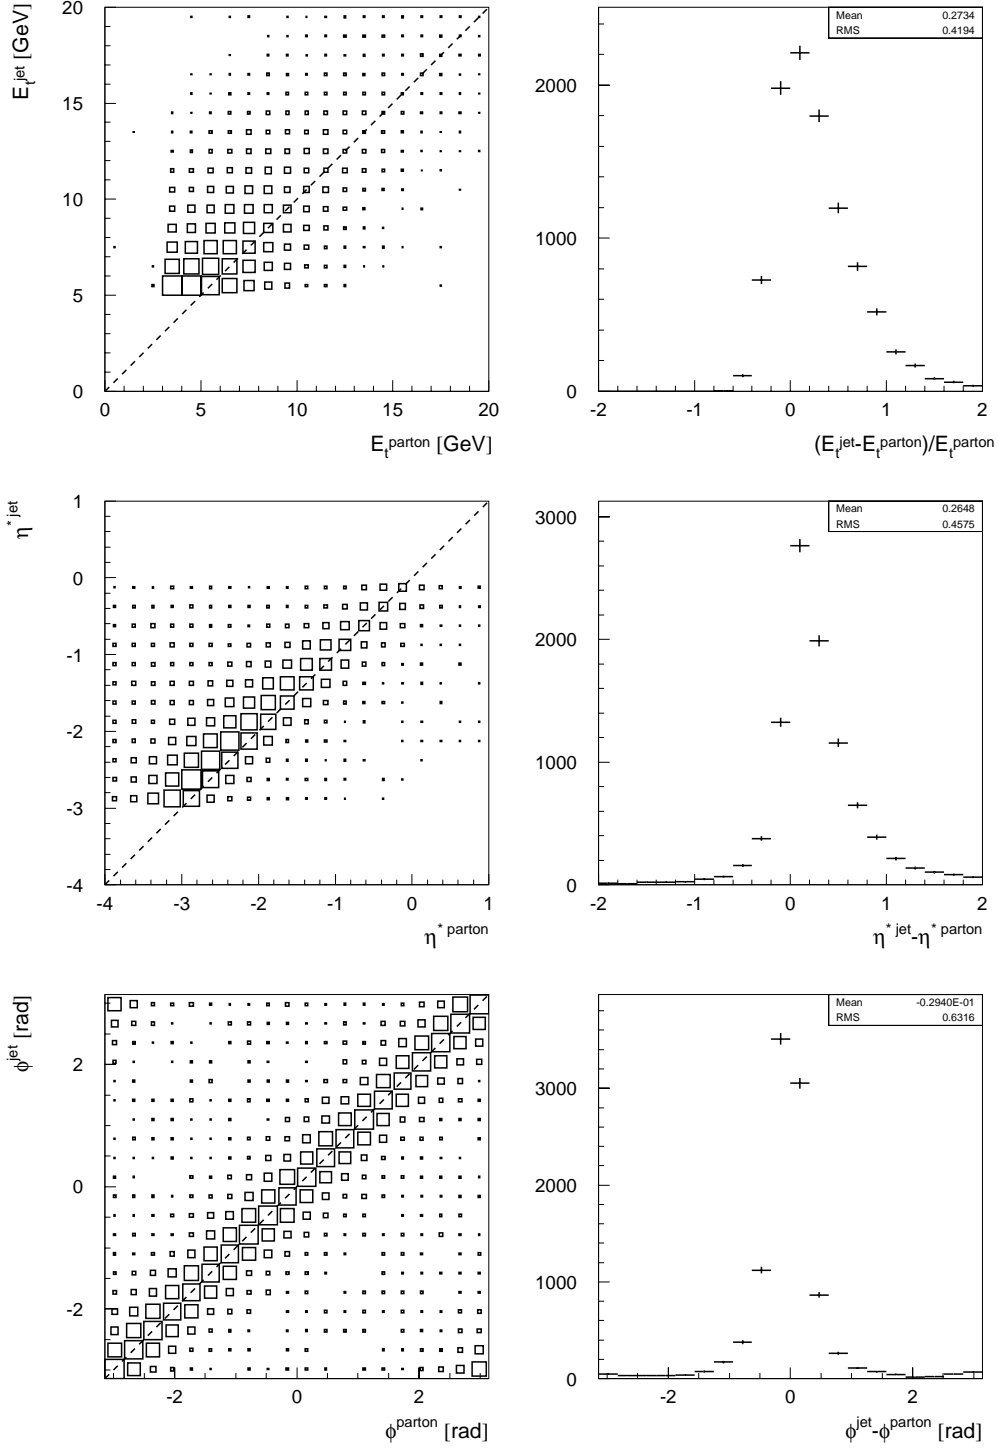 E_t^jet [GeV]
20
15
10
5
0
0 5 10 15 20
E_t^parton [GeV]
Mean 0.2734
RMS 0.4194
2000
1000
0
-2 -1 0 1 2
(E_t^jet-E_t^parton)/E_t^parton
η* jet
1
0
-1
-2
-3
-4
-4 -3 -2 -1 0 1
η* parton
Mean 0.2648
RMS 0.4575
3000
2000
1000
0
-2 -1 0 1 2
η* jet-η* parton
ϕ^jet [rad]
2
0
-2
-2 0 2
ϕ^parton [rad]
Mean -0.2940E-01
RMS 0.6316
3000
2000
1000
0
-2 0 2
ϕ^jet-ϕ^parton [rad]